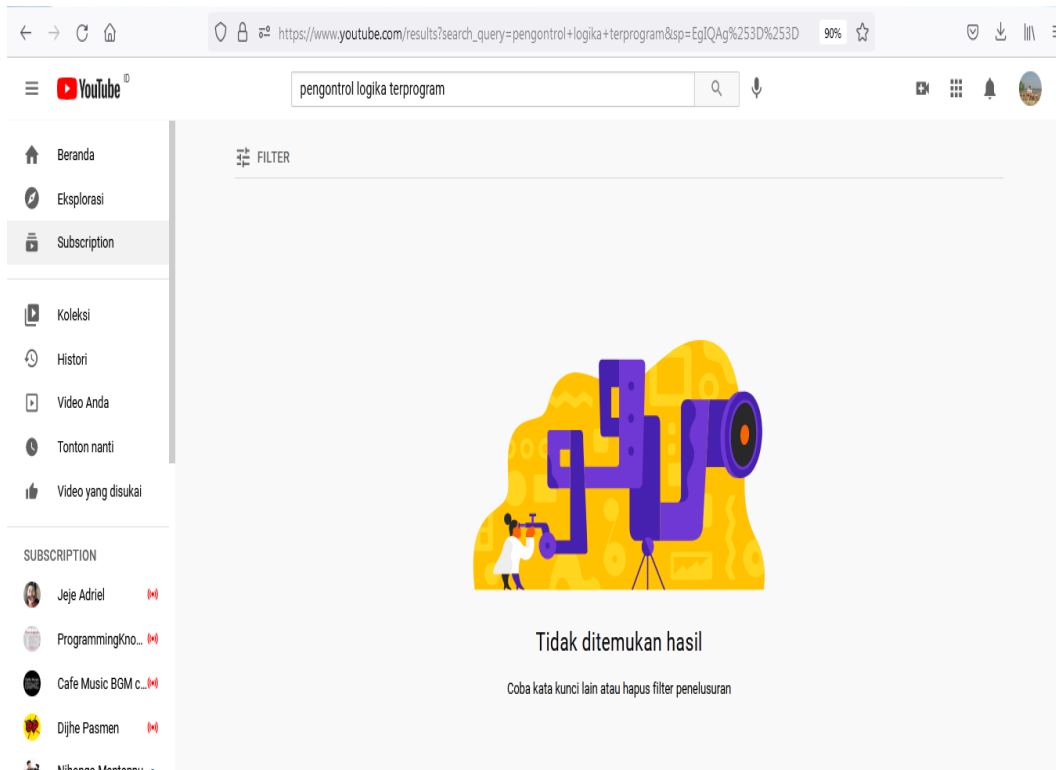 https://www.youtube.com/results?search_query=pengontrol+logika+terprogram&sp=EgIQAg%253D%253D 90%
YouTube ID
pengontrol logika terprogram
Beranda
Eksplorasi
Subscription
Koleksi
Histori
Video Anda
Tonton nanti
Video yang disukai
SUBSCRIPTION
Jeje Adriel
ProgrammingKno...
Cafe Music BGM c...
Dijhe Pasmen
FILTER
Tidak ditemukan hasil
Coba kata kunci lain atau hapus filter penelusuran